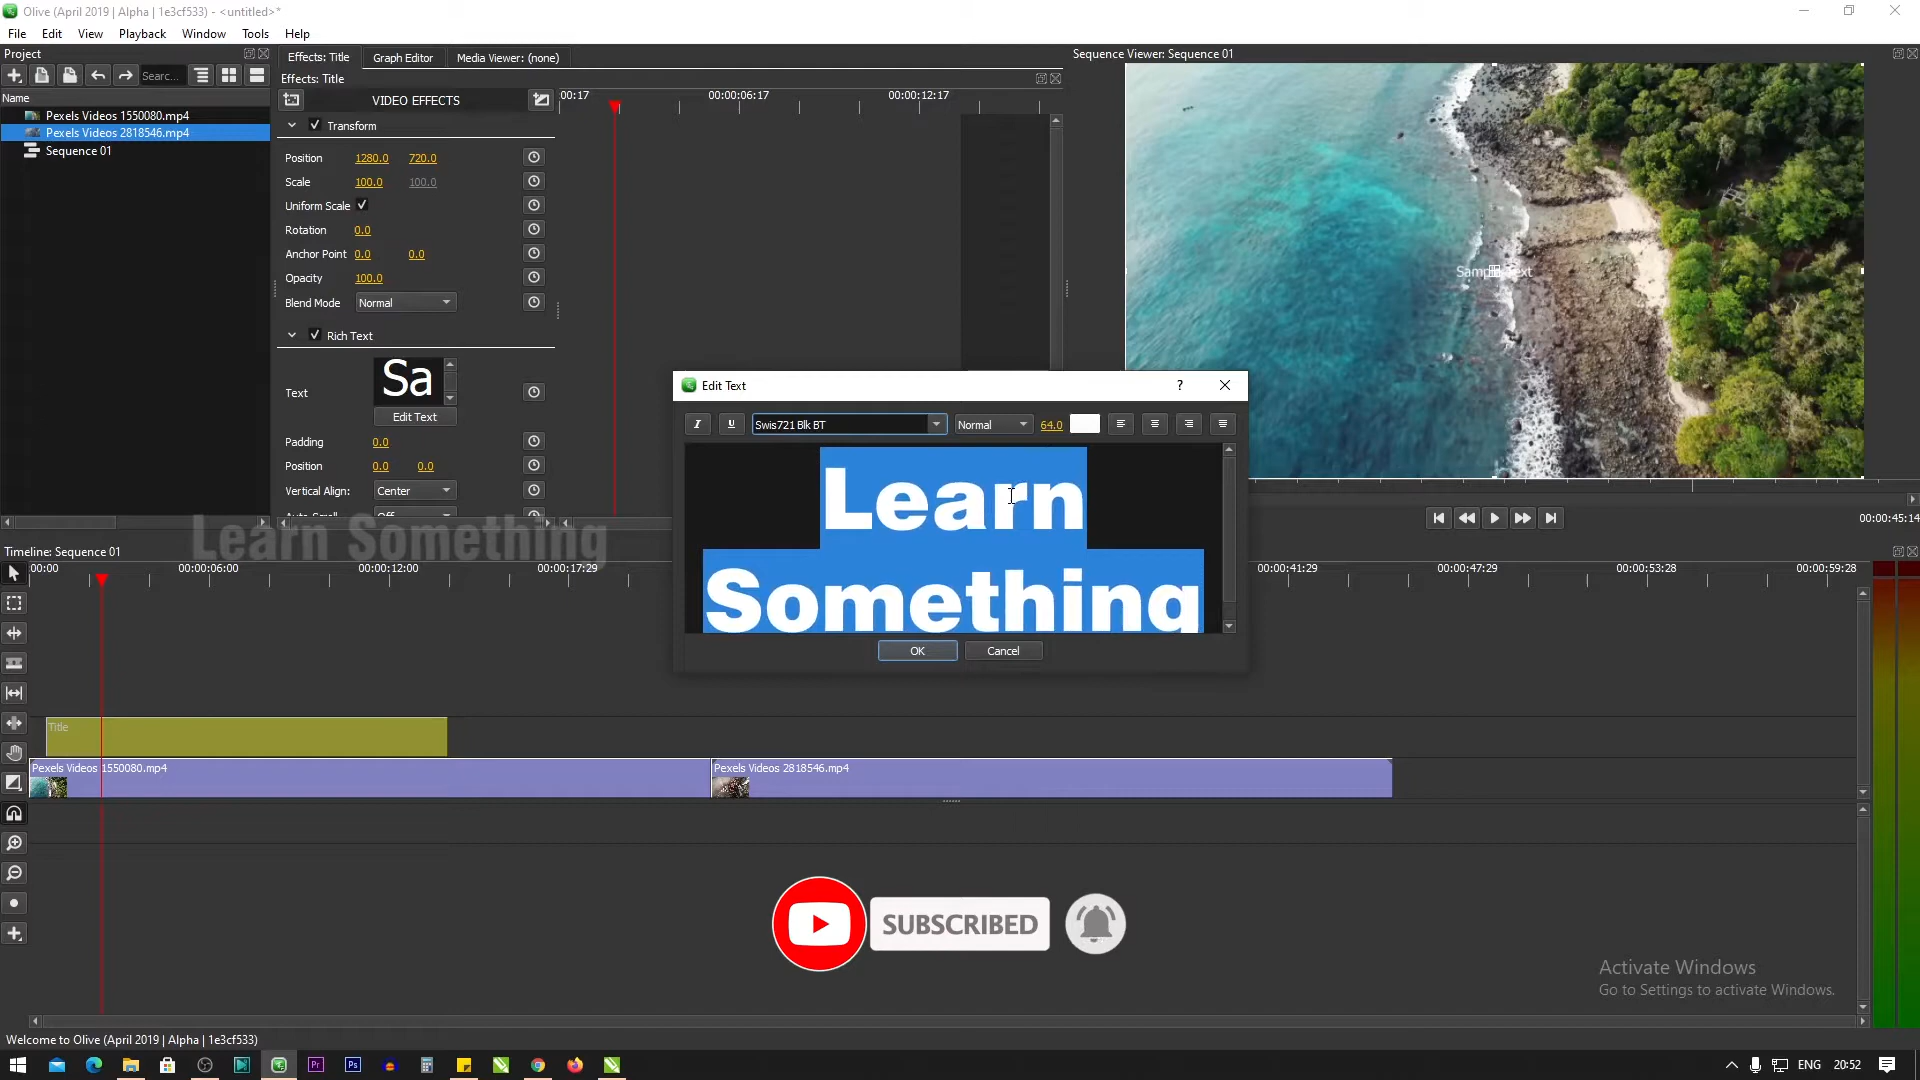 Olive (April 2019 | Alpha | 1e3cf533) - <untitled>*
File Edit View Playback Window Tools Help
Project
Effects: Title Graph Editor Media Viewer: (none)
Sequence Viewer: Sequence 01
Searc...
Effects: Title
Name
VIDEO EFFECTS
:00:17 00:00:06:17 00:00:12:17
Pexels Videos 1550080.mp4
Pexels Videos 2818546.mp4
Sequence 01
Transform
Position 1280.0 720.0
Scale 100.0 100.0
Uniform Scale
Rotation 0.0
Anchor Point 0.0 0.0
Opacity 100.0
Blend Mode Normal
Rich Text
Text Sa
Edit Text
Padding 0.0
Position 0.0 0.0
Vertical Align: Center
Sample Text
Edit Text
?
I U Swis721 Blk BT Normal 64.0
Learn
Something
OK Cancel
Learn Something
00:00:45:14
Timeline: Sequence 01
:00:00 00:00:06:00 00:00:12:00 00:00:17:29 00:00:41:29 00:00:47:29 00:00:53:28 00:00:59:28
Title
Pexels Videos 1550080.mp4
Pexels Videos 2818546.mp4
SUBSCRIBED
Activate Windows
Go to Settings to activate Windows.
Welcome to Olive (April 2019 | Alpha | 1e3cf533)
Pr Ps
ENG 20:52